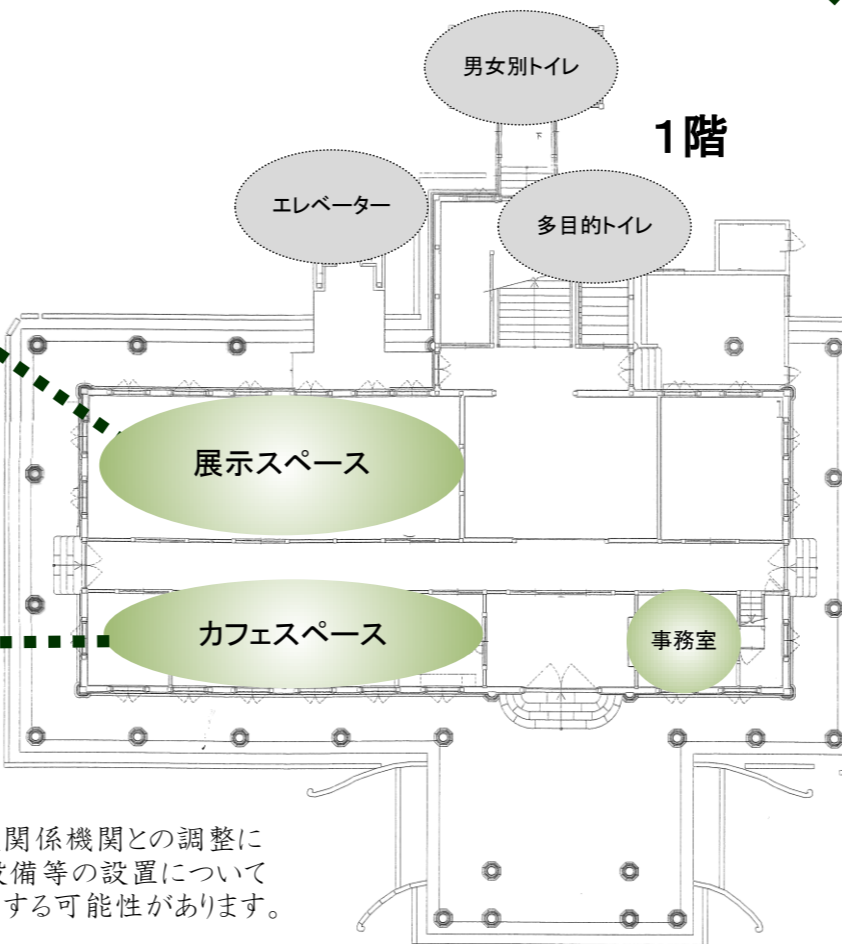 男女別トイレ
1階
エレベーター
多目的トイレ
下
展示スペース
カフェスペース
事務室
関係機関との調整に
備等の設置について
する可能性があります。